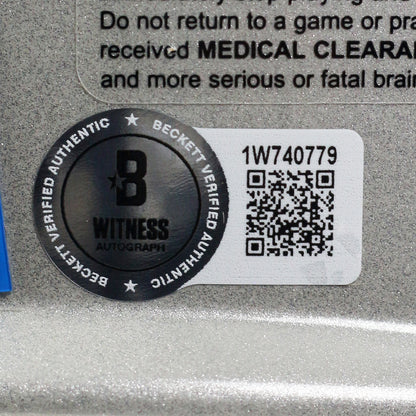 Do not return to a game or pra
received MEDICAL CLEARA
and more serious or fatal brain
BECKETT VERIFIED AUTHENTIC ★ BECKETT VERIFIED AUTHENTIC ★
B
WITNESS
AUTOGRAPH
1W740779